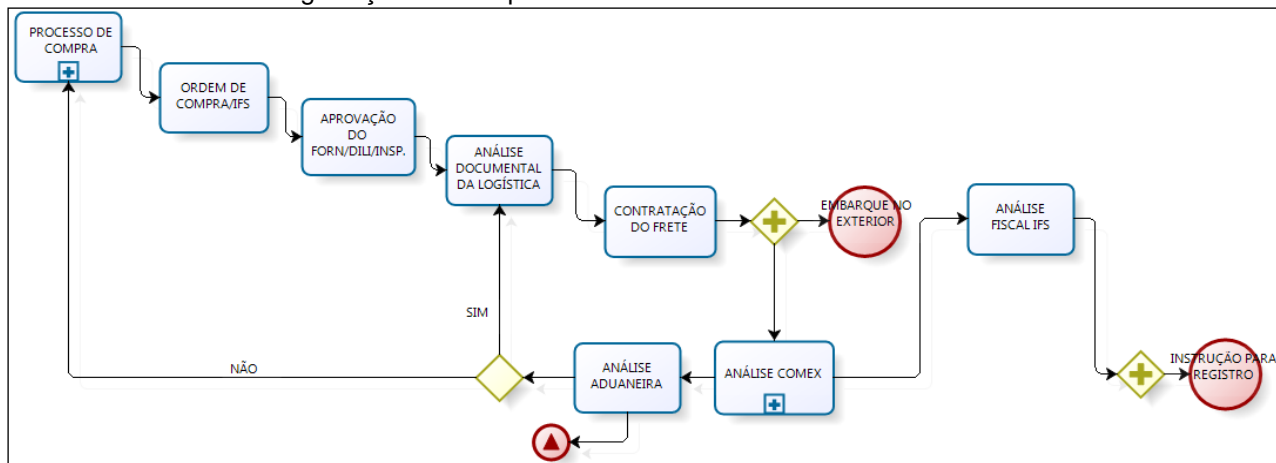 PROCESSO DE
COMPRA
ORDEM DE
COMPRA/IFS
APROVAÇÃO
DO
FORN/DILI/INSP.
ANÁLISE
DOCUMENTAL
DA LOGÍSTICA
CONTRATAÇÃO
DO FRETE
EMBARQUE NO
EXTERIOR
ANÁLISE
FISCAL IFS
SIM
NÃO
ANÁLISE
ADUANEIRA
ANÁLISE COMEX
INSTRUÇÃO PARA
REGISTRO